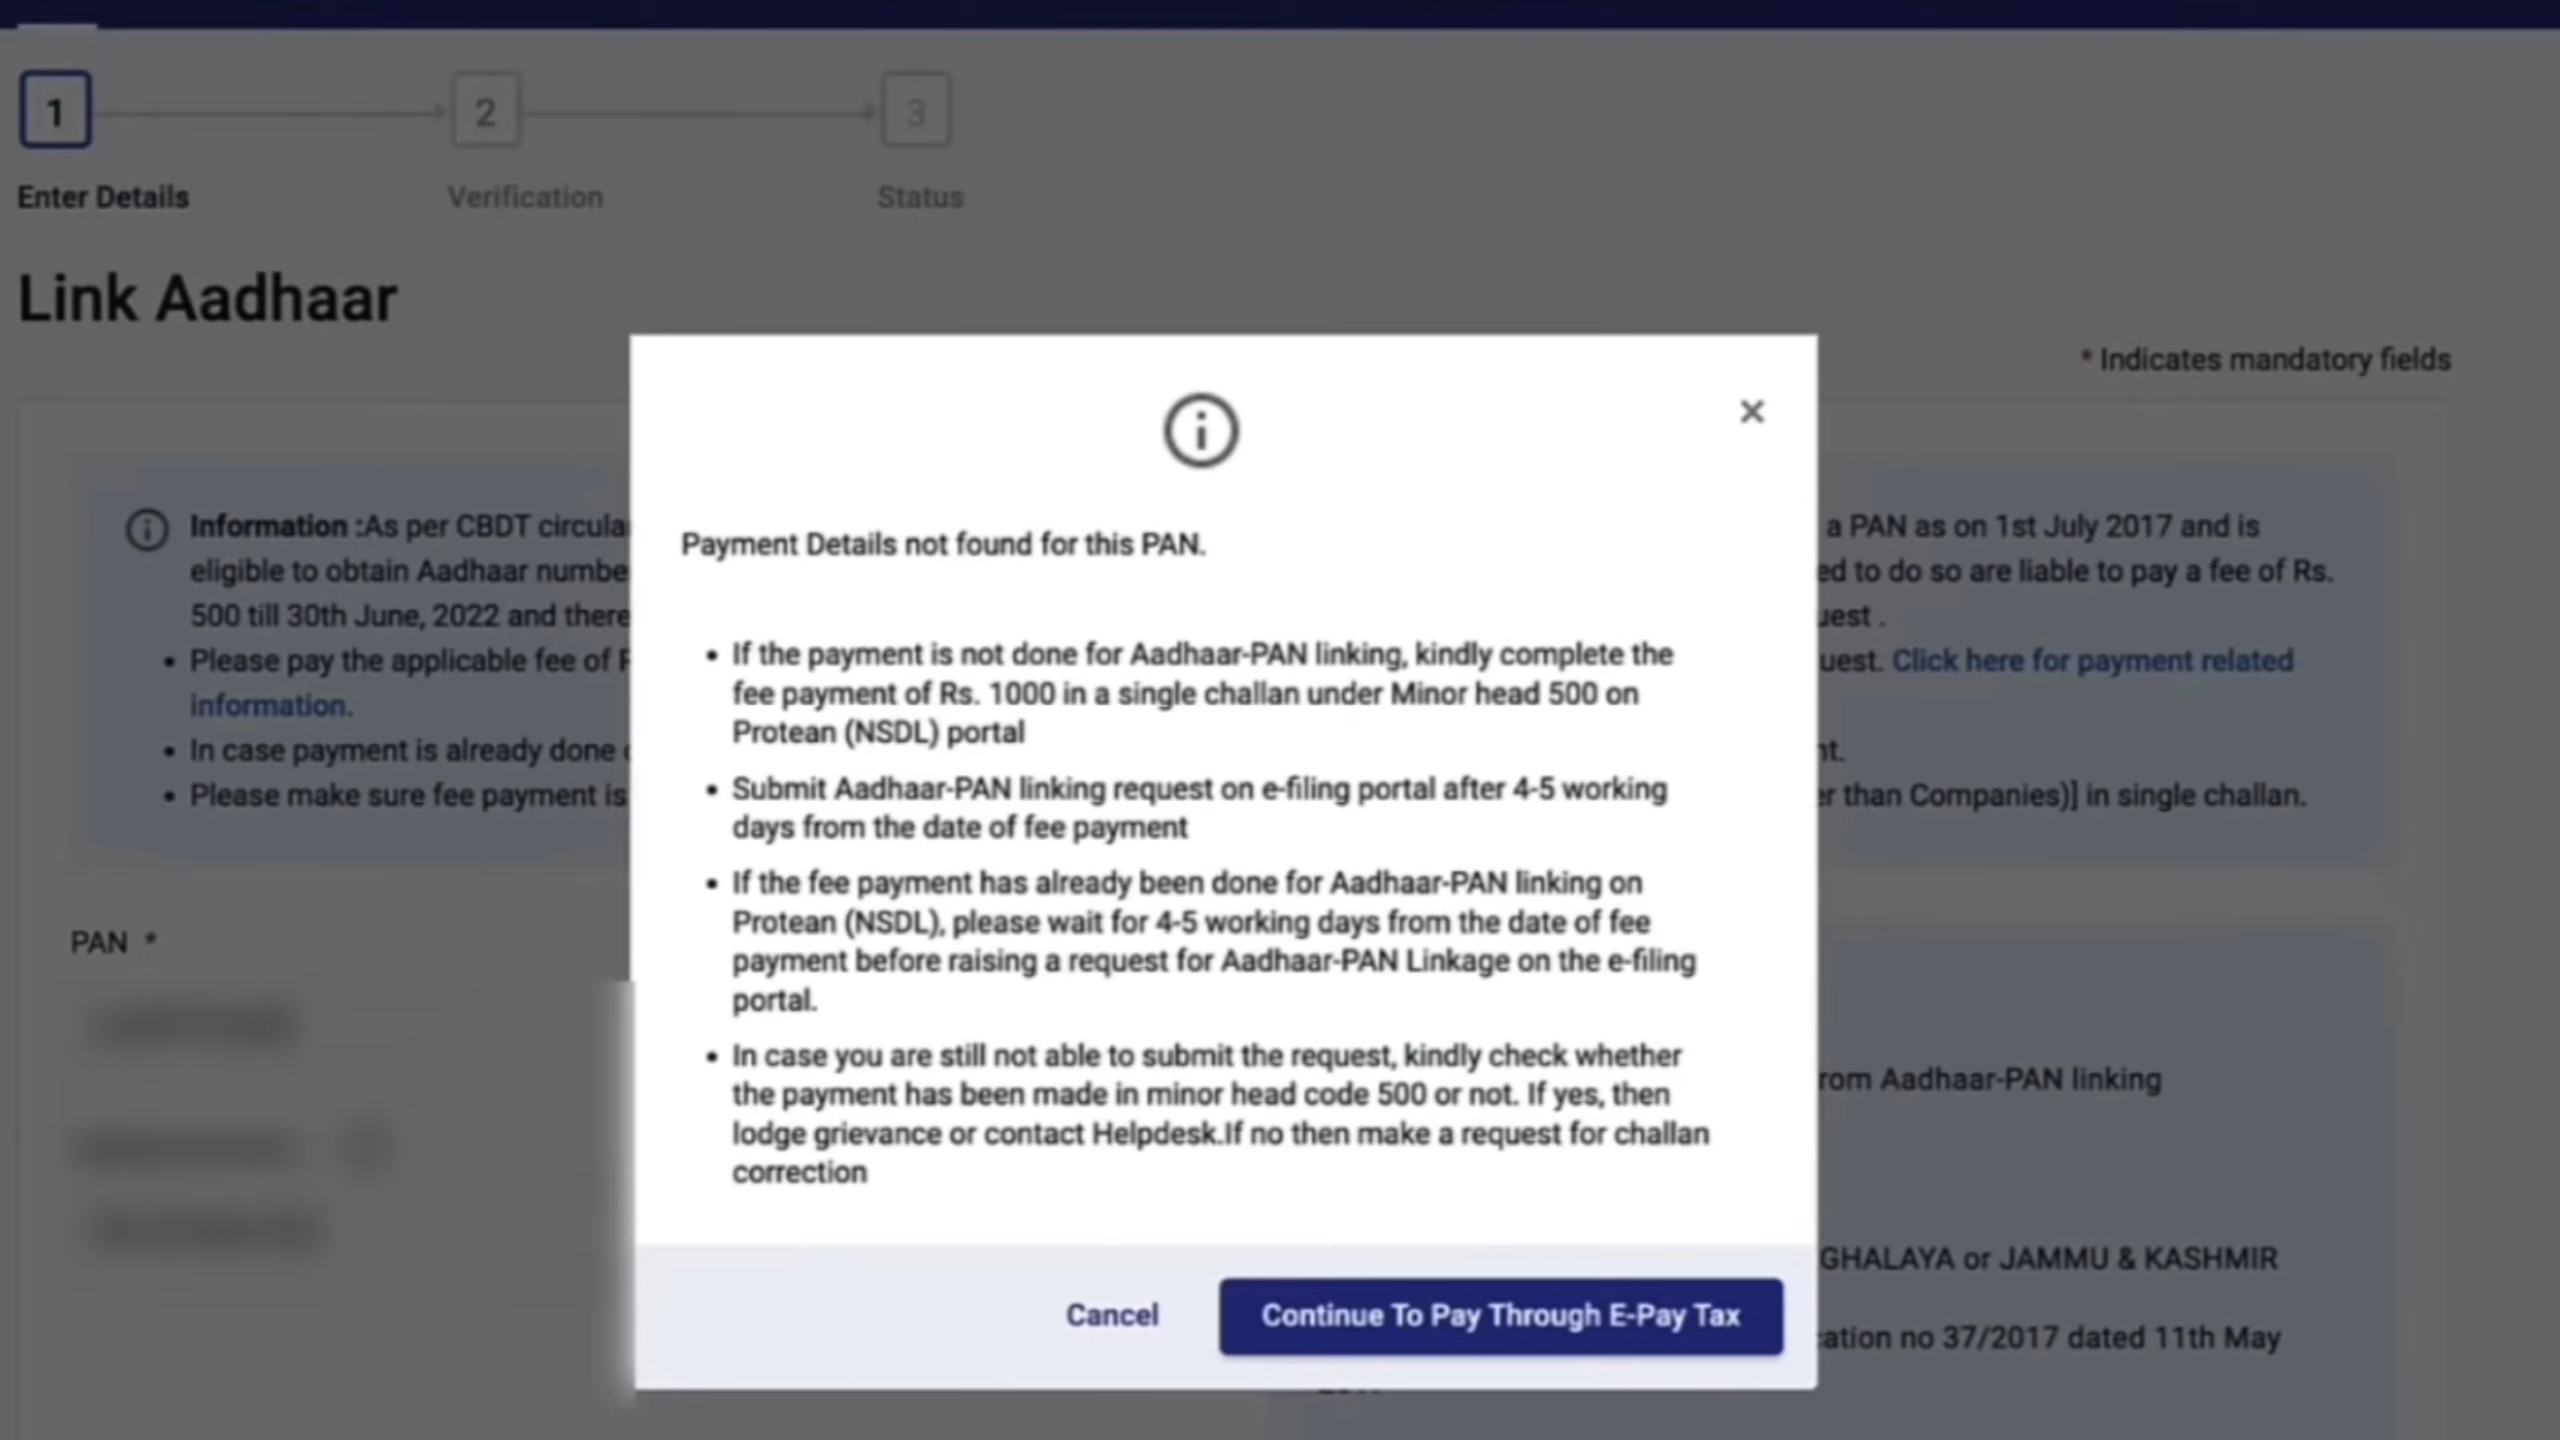 1
2
3
Enter Details
Verification
Status
Link Aadhaar
* Indicates mandatory fields
Information :As per CBDT
a PAN as on 1st July 2017 and is
eligible to obtain Aadhaar
to do so are liable to pay a fee of Rs.
500 till 30th June, 2022 and
Please pay the applicable fee of
Click here for payment related
information.
In case payment is already done
Please make sure fee payment is
than Companies)] in single challan.
PAN *
Payment Details not found for this PAN.
• If the payment is not done for Aadhaar-PAN linking, kindly complete the
fee payment of Rs. 1000 in a single challan under Minor head 500 on
Protean (NSDL) portal
• Submit Aadhaar-PAN linking request on e-filing portal after 4-5 working
days from the date of fee payment
• If the fee payment has already been done for Aadhaar-PAN linking on
Protean (NSDL), please wait for 4-5 working days from the date of fee
payment before raising a request for Aadhaar-PAN Linkage on the e-filing
portal.
• In case you are still not able to submit the request, kindly check whether
the payment has been made in minor head code 500 or not. If yes, then
lodge grievance or contact Helpdesk.If no then make a request for challan
correction
Aadhaar-PAN linking
or JAMMU & KASHMIR
no 37/2017 dated 11th May
Cancel
Continue To Pay Through E-Pay Tax